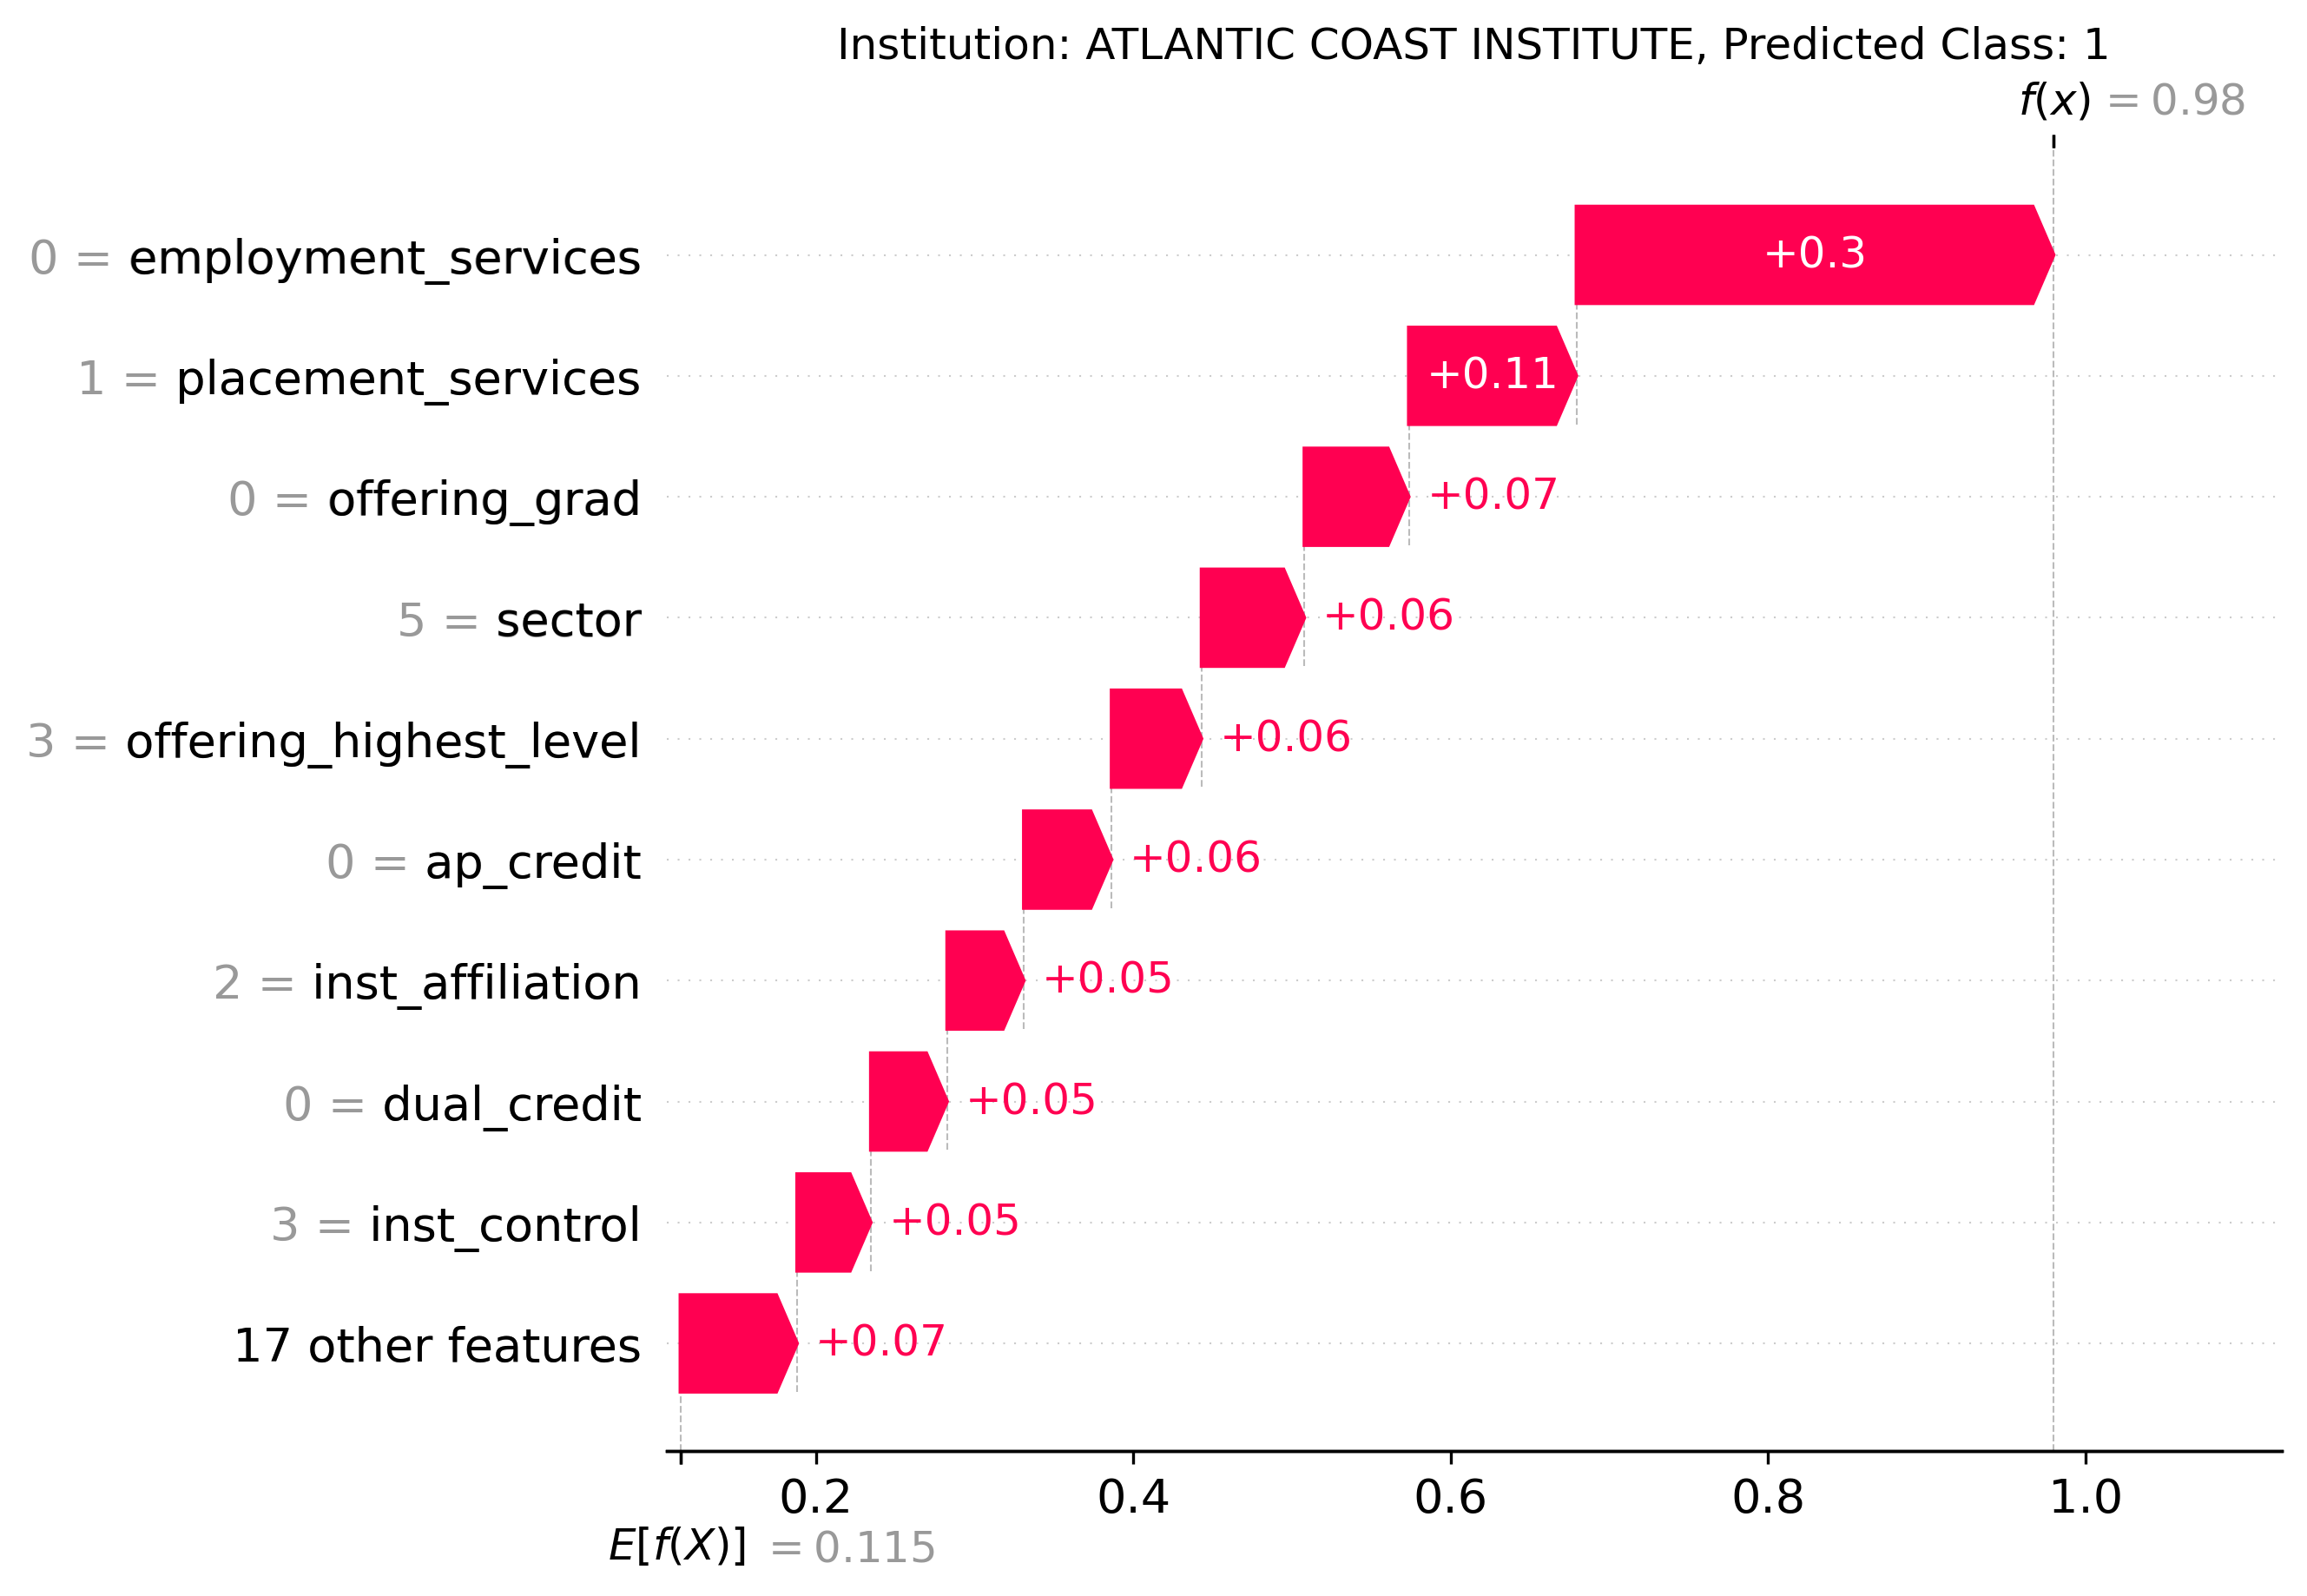 Institution: ATLANTIC COAST INSTITUTE, Predicted Class: 1
f(x) = 0.98
0 = employment_services +0.3
1 = placement_services +0.11
0 = offering_grad +0.07
5 = sector +0.06
3 = offering_highest_level +0.06
0 = ap_credit +0.06
2 = inst_affiliation +0.05
0 = dual_credit +0.05
3 = inst_control +0.05
17 other features +0.07
0.2 0.4 0.6 0.8 1.0
E[f(X)] = 0.115